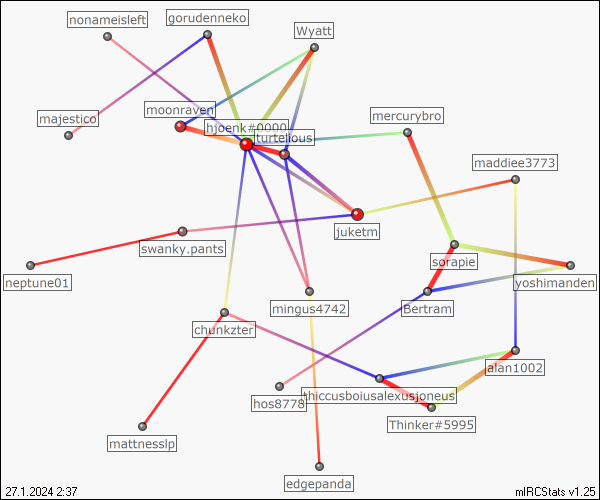 nonameisleft
gorudenneko
Wyatt
majestico
moonraven
hjoenk#0000
turtellous
mercurybro
maddiee3773
juketm
swanky.pants
neptune01
sorapie
yoshimanden
mingus4742
Bertram
chunkzter
alan1002
hos8778
thiccusboiusalexusjoneus
Thinker#5995
mattnesslp
edgepanda
27.1.2024 2:37
mIRCStats v1.25